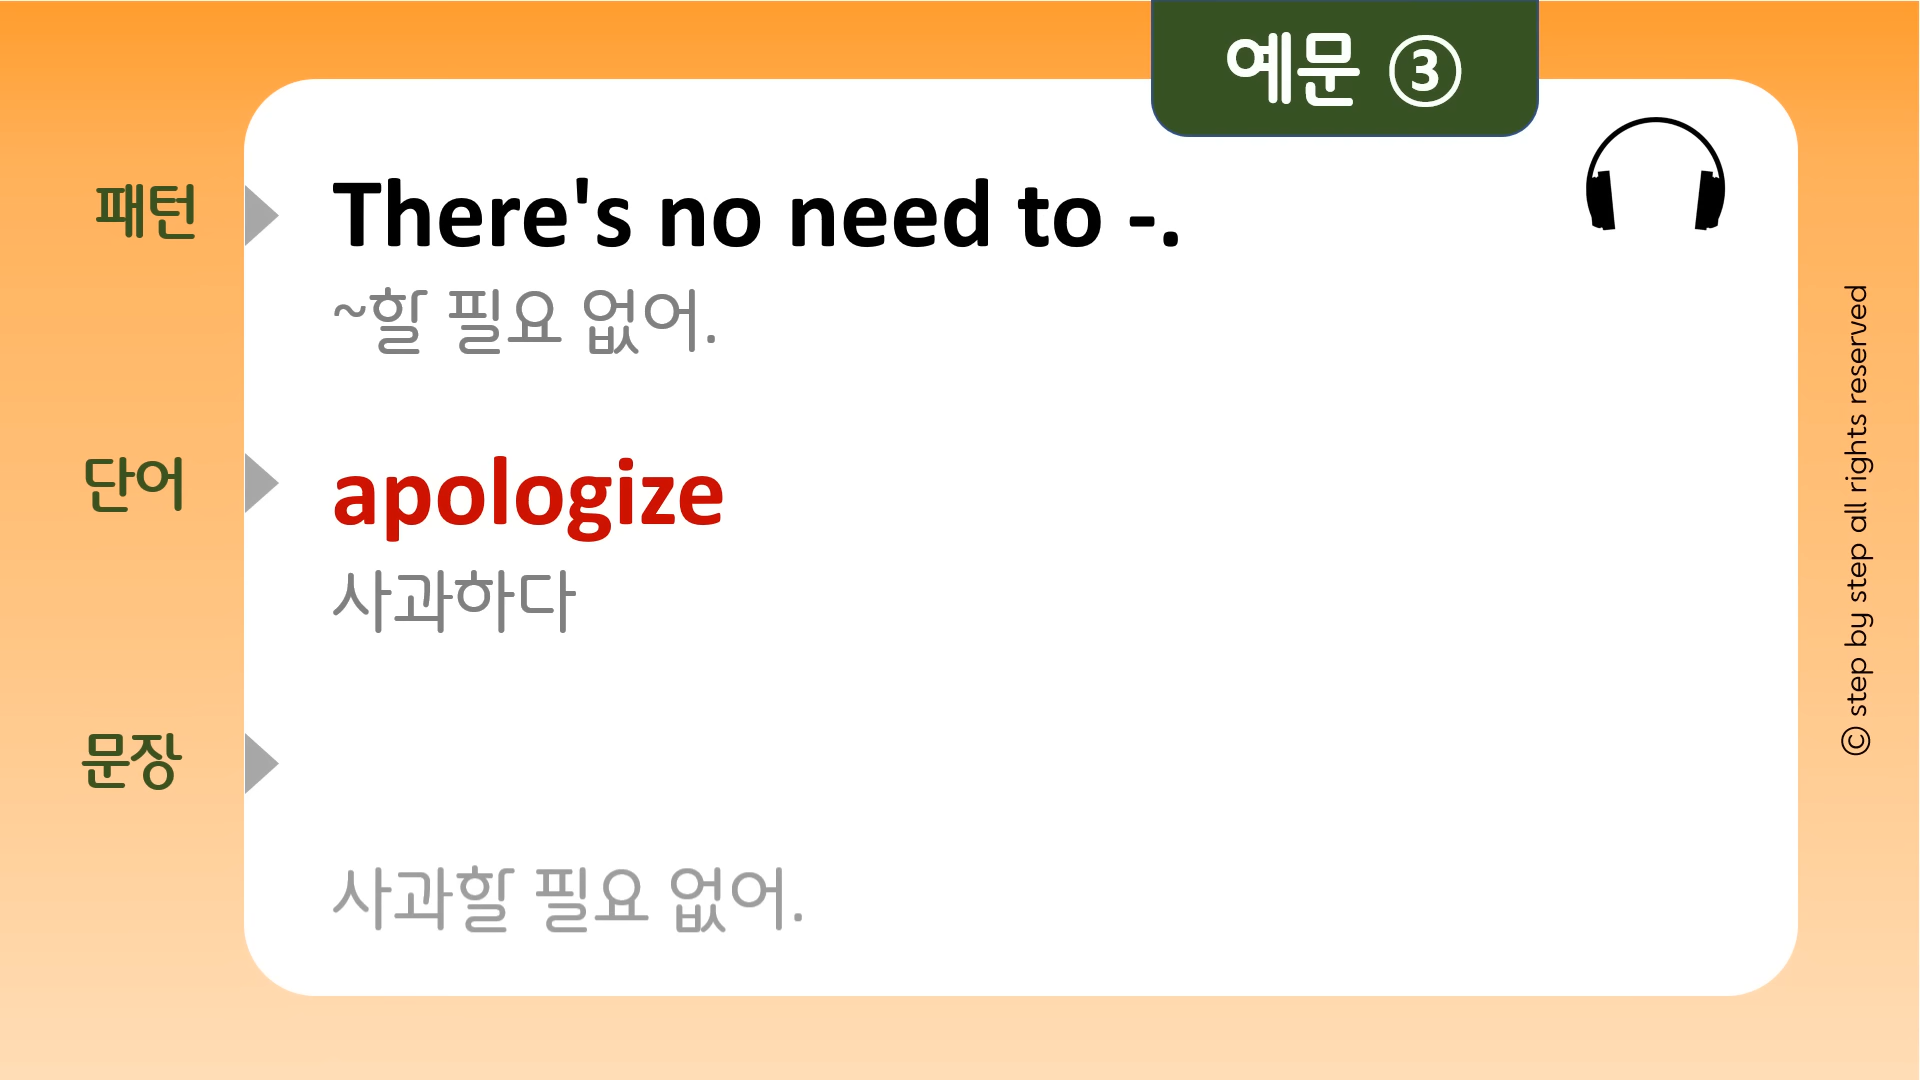 예문 ③
패턴
There's no need to -.
~할 필요 없어.
단어
apologize
사과하다
문장
사과할 필요 없어.
© step by step all rights reserved